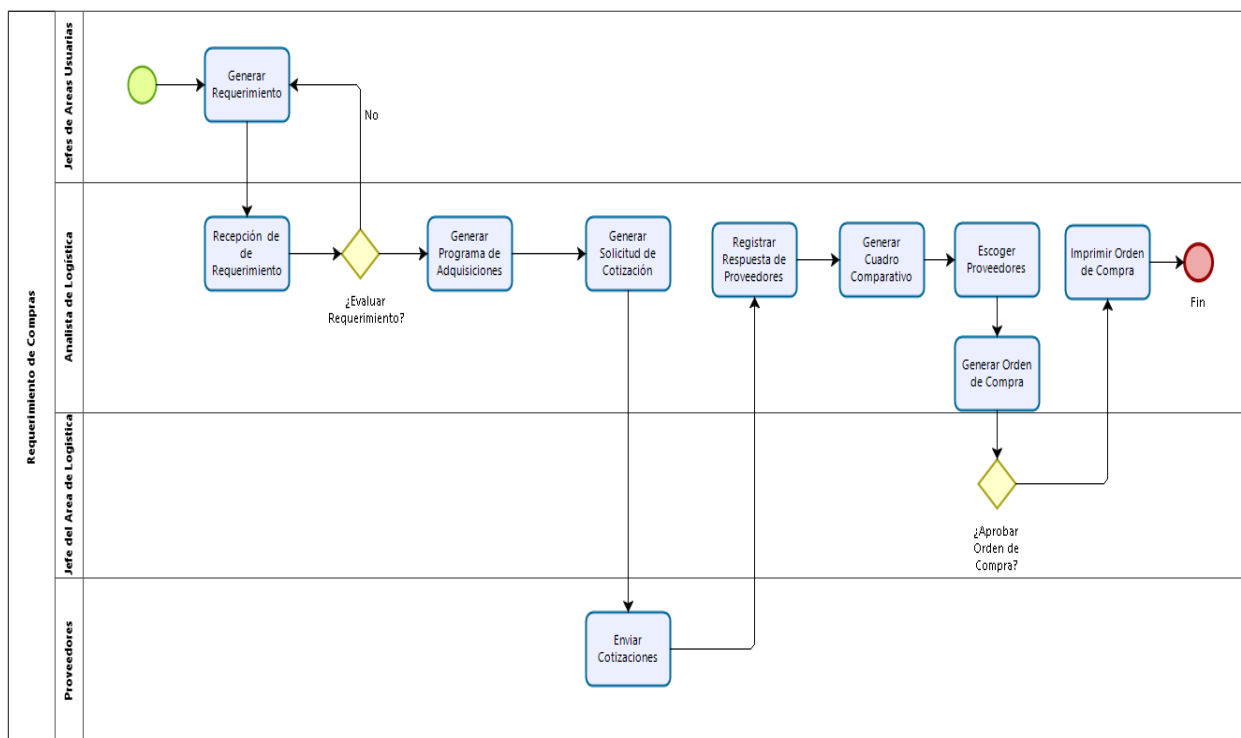 Requerimiento de Compras
Jefes de Areas Usuarias
Generar
Requerimiento
No
Analista de Logística
Recepción de
de
Requerimiento
¿Evaluar
Requerimiento?
Generar
Programa de
Adquisiciones
Generar
Solicitud de
Cotización
Registrar
Respuesta de
Proveedores
Generar
Cuadro
Comparativo
Escoger
Proveedores
Generar Orden
de Compra
Imprimir Orden
de Compra
Fin
Jefe del Area de Logística
¿Aprobar
Orden de
Compra?
Proveedores
Enviar
Cotizaciones